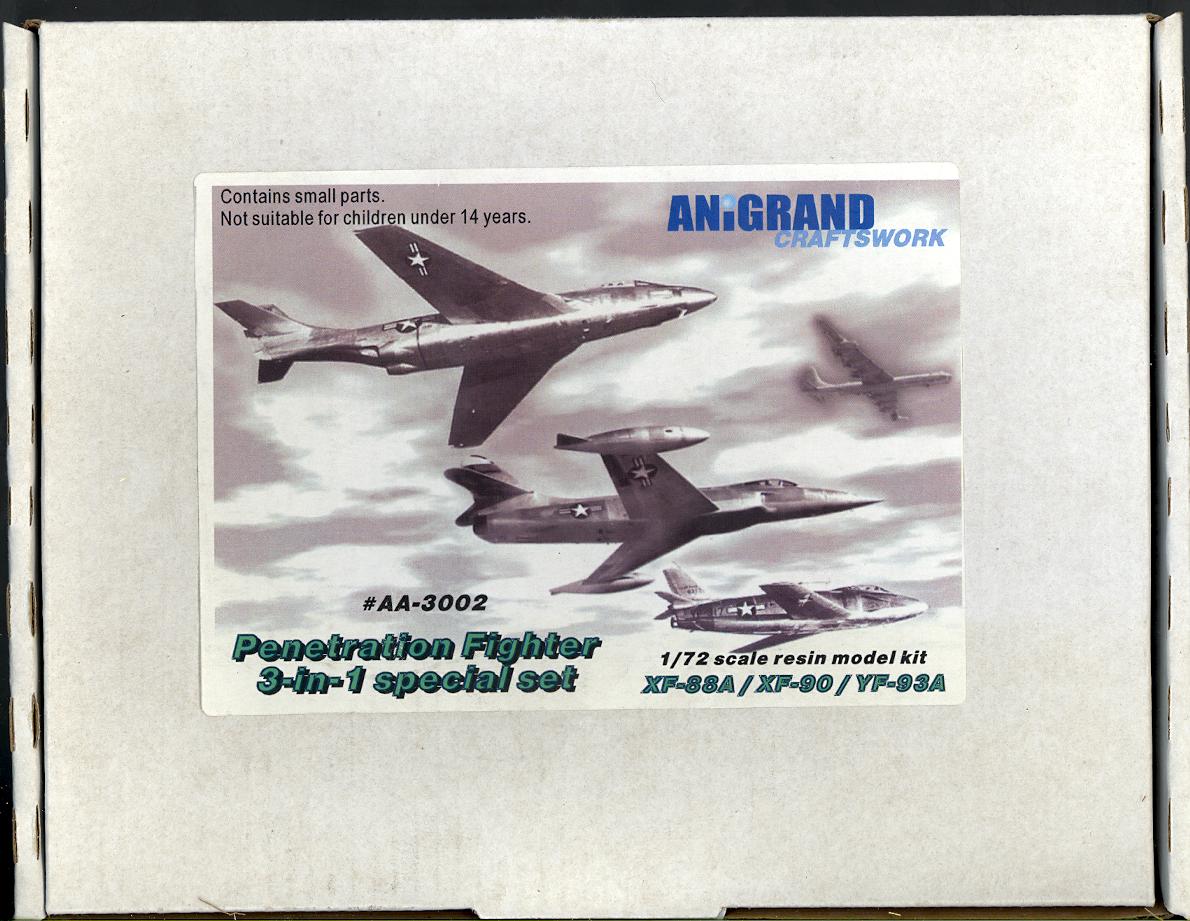 Contains small parts.
Not suitable for children under 14 years.
ANiGRAND
CRAFTSWORK
#AA-3002
Penetration Fighter
3-in-1 special set
1/72 scale resin model kit
XF-88A / XF-90 / YF-93A